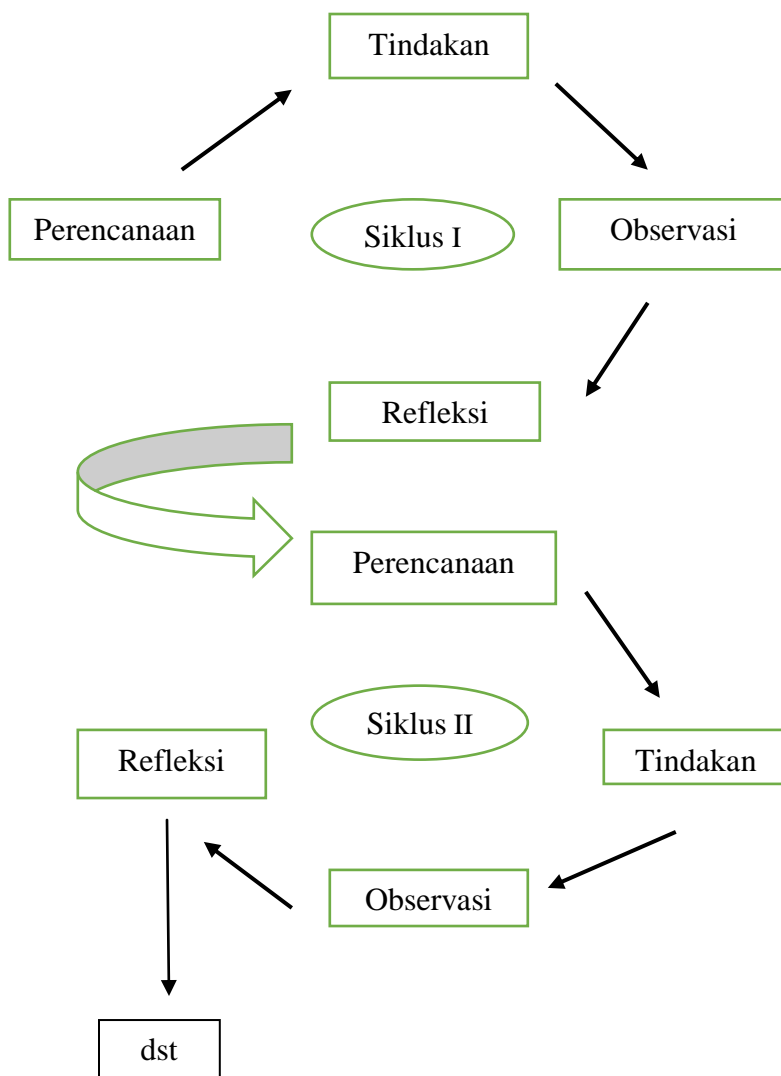 Tindakan
Perencanaan
Siklus I
Observasi
Refleksi
Perencanaan
Siklus II
Refleksi
Tindakan
Observasi
dst